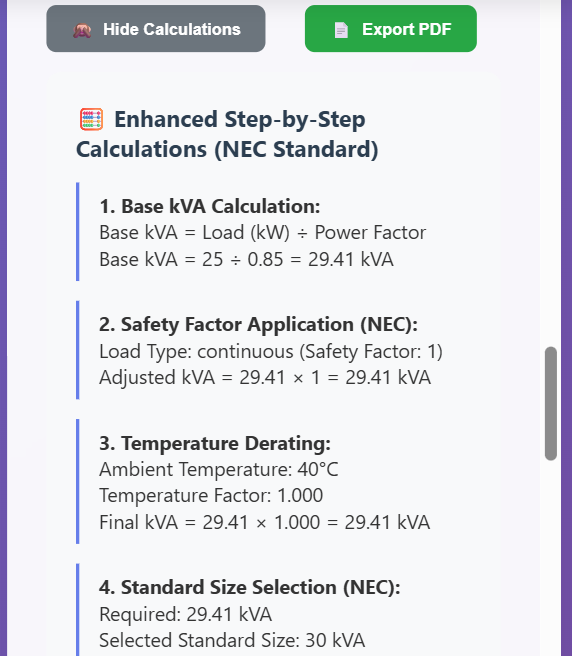 Hide Calculations
Export PDF
Enhanced Step-by-Step
Calculations (NEC Standard)
1. Base kVA Calculation:
Base kVA = Load (kW) ÷ Power Factor
Base kVA = 25 ÷ 0.85 = 29.41 kVA
2. Safety Factor Application (NEC):
Load Type: continuous (Safety Factor: 1)
Adjusted kVA = 29.41 × 1 = 29.41 kVA
3. Temperature Derating:
Ambient Temperature: 40°C
Temperature Factor: 1.000
Final kVA = 29.41 × 1.000 = 29.41 kVA
4. Standard Size Selection (NEC):
Required: 29.41 kVA
Selected Standard Size: 30 kVA